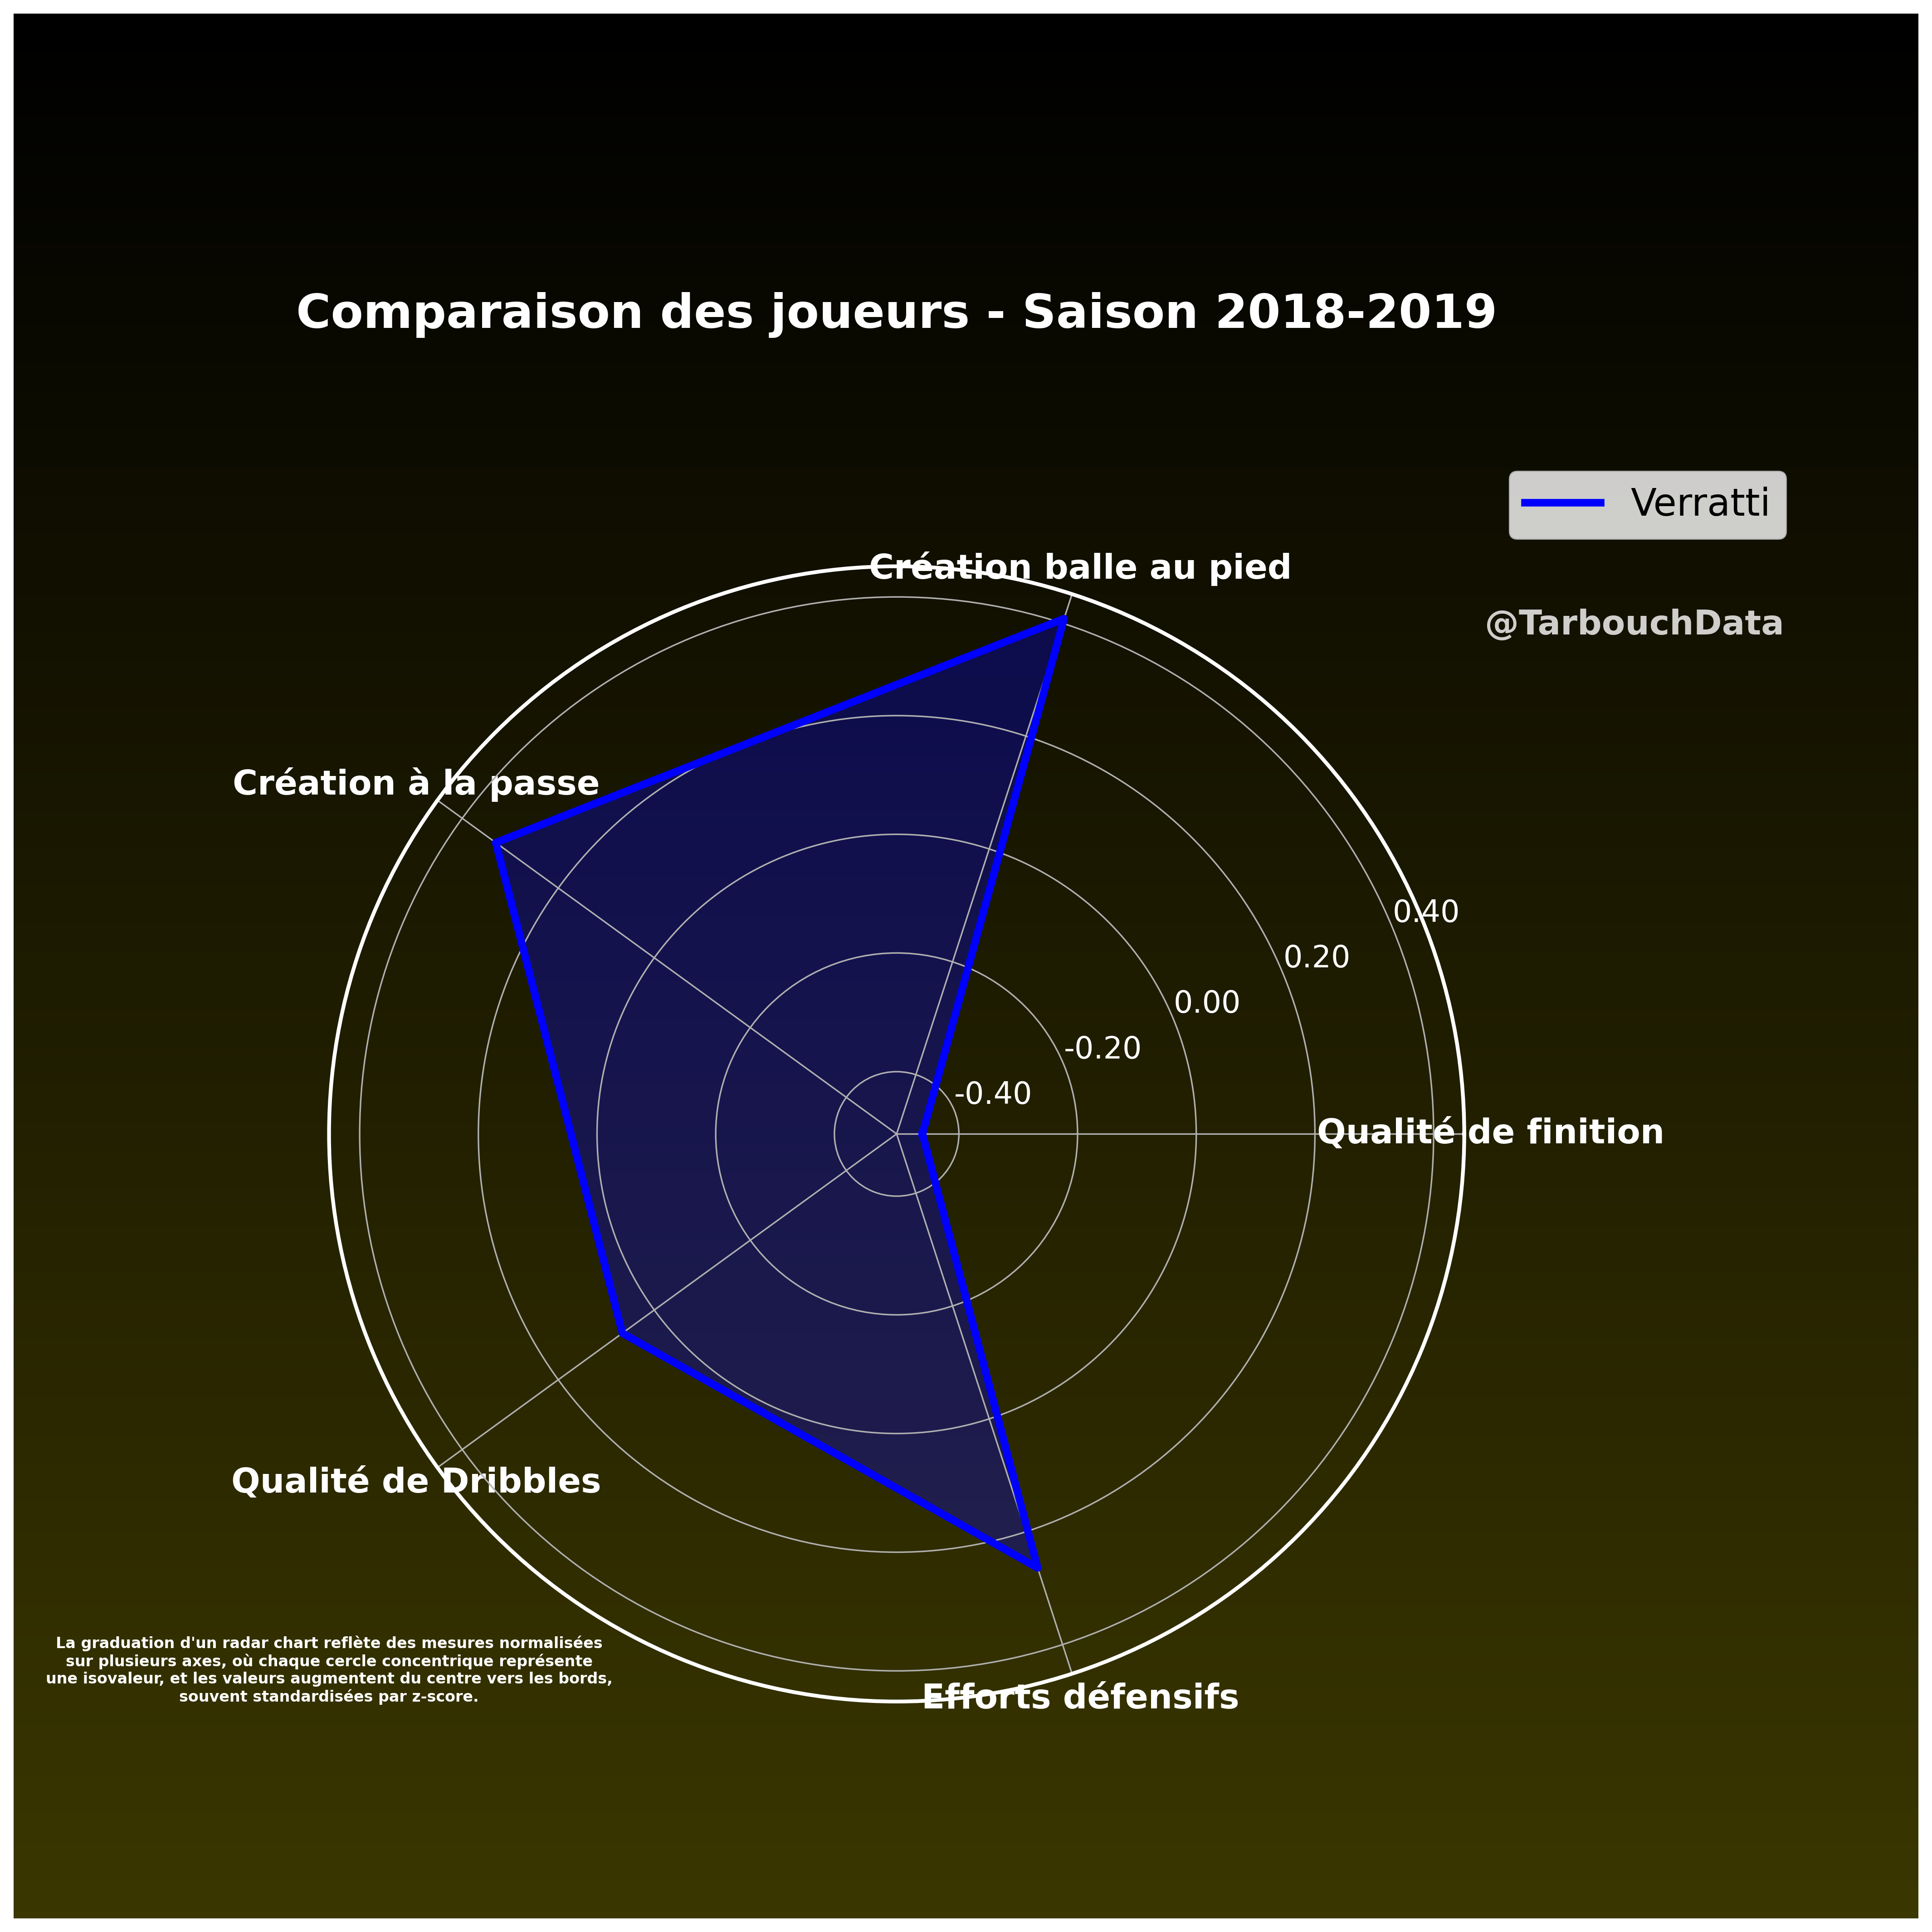 Comparaison des joueurs - Saison 2018-2019
Verratti
Création balle au pied
@TarbouchData
Création à la passe
0.40
0.20
0.00
-0.20
-0.40
Qualité de finition
Qualité de Dribbles
La graduation d'un radar chart reflète des mesures normalisées
sur plusieurs axes, où chaque cercle concentrique représente
une isovaleur, et les valeurs augmentent du centre vers les bords,
souvent standardisées par z-score.
Efforts défensifs